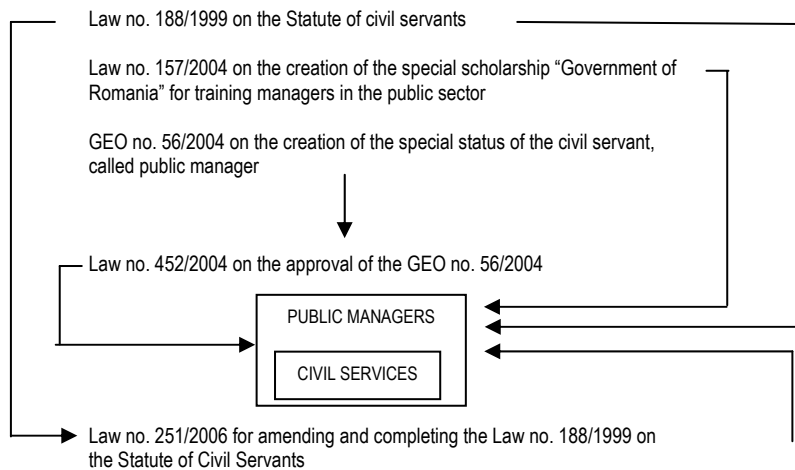 Law no. 188/1999 on the Statute of civil servants
Law no. 157/2004 on the creation of the special scholarship “Government of
Romania” for training managers in the public sector
GEO no. 56/2004 on the creation of the special status of the civil servant,
called public manager
Law no. 452/2004 on the approval of the GEO no. 56/2004
PUBLIC MANAGERS
CIVIL SERVICES
Law no. 251/2006 for amending and completing the Law no. 188/1999 on
the Statute of Civil Servants